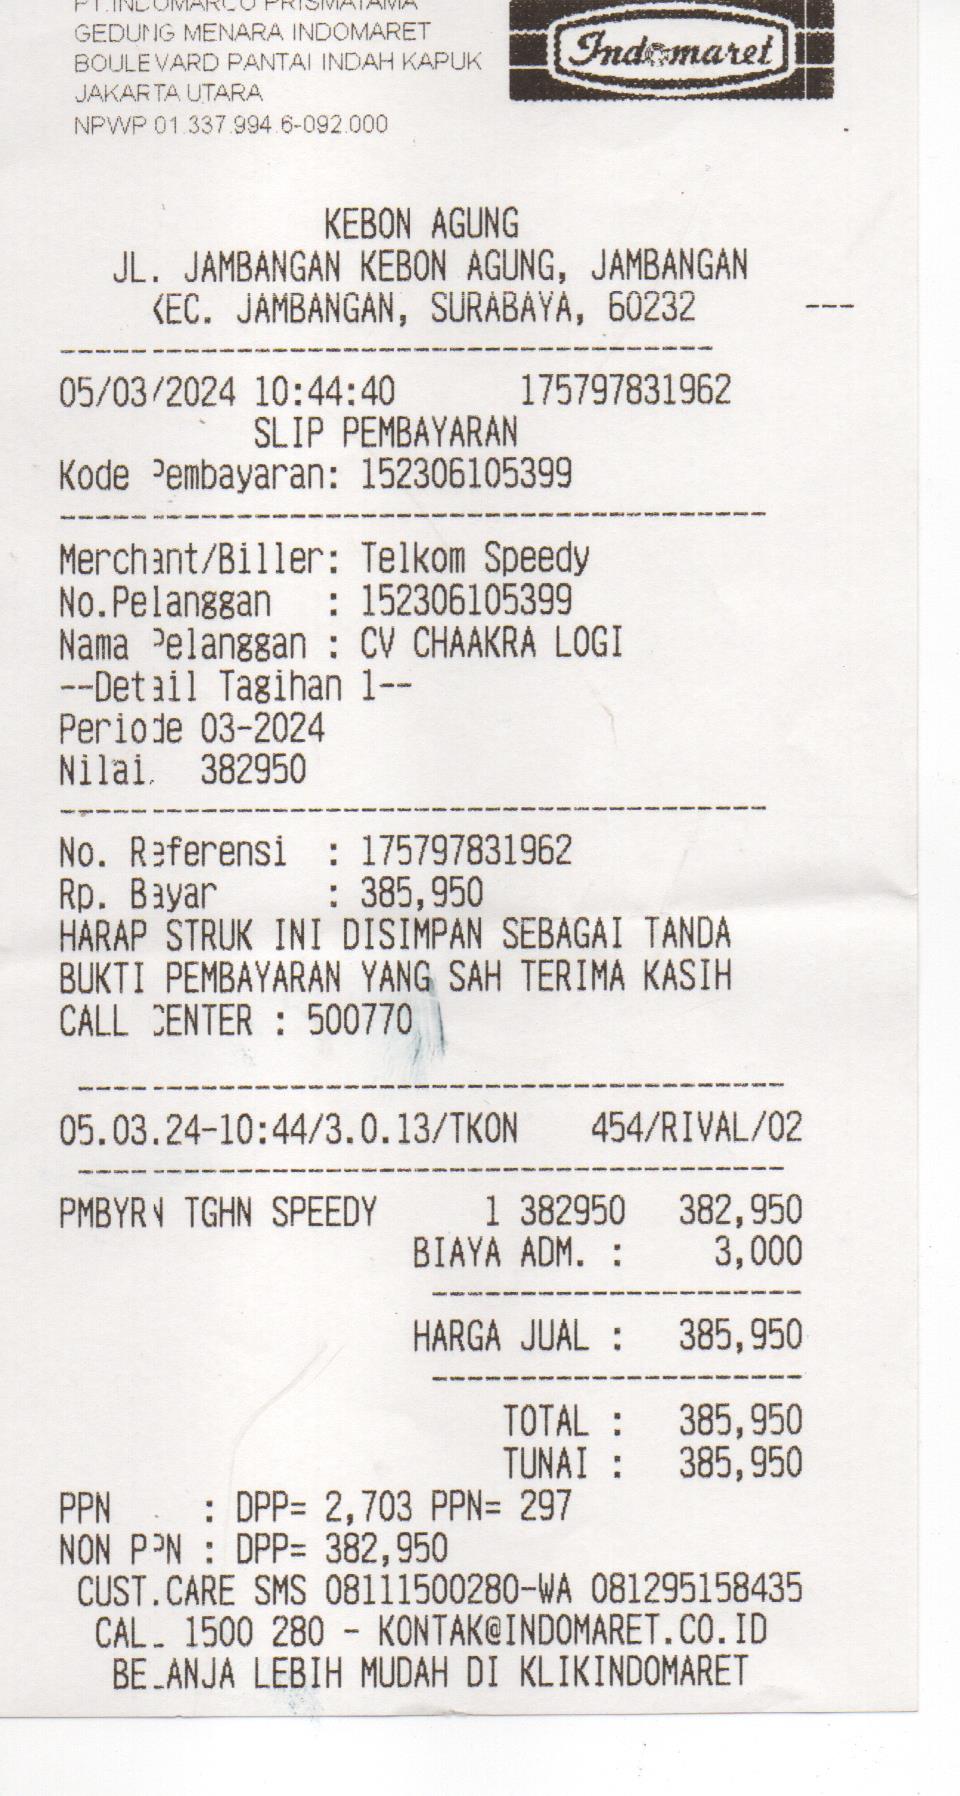 PT.INDOMARCO PRISMATAMA
GEDUNG MENARA INDOMARET
BOULEVARD PANTAI INDAH KAPUK
JAKARTA UTARA
NPWP 01.337.994.6-092.000
Indomaret
KEBON AGUNG
JL. JAMBANGAN KEBON AGUNG, JAMBANGAN
KEC. JAMBANGAN, SURABAYA, 60232 ---
05/03/2024 10:44:40 175797831962
SLIP PEMBAYARAN
Kode Pembayaran: 152306105399
Merchant/Biller: Telkom Speedy
No.Pelanggan : 152306105399
Nama Pelanggan : CV CHAAKRA LOGI
--Detail Tagihan 1--
Periode 03-2024
Nilai. 382950
No. Referensi : 175797831962
Rp. Bayar : 385,950
HARAP STRUK INI DISIMPAN SEBAGAI TANDA
BUKTI PEMBAYARAN YANG SAH TERIMA KASIH
CALL CENTER : 500770
05.03.24-10:44/3.0.13/TKON 454/RIVAL/02
PMBYRN TGHN SPEEDY 1 382950 382,950
BIAYA ADM. : 3,000
HARGA JUAL : 385,950
TOTAL : 385,950
TUNAI : 385,950
PPN : DPP= 2,703 PPN= 297
NON PPN : DPP= 382,950
CUST.CARE SMS 08111500280-WA 081295158435
CALL 1500 280 - KONTAK@INDOMARET.CO.ID
BELANJA LEBIH MUDAH DI KLIKINDOMARET